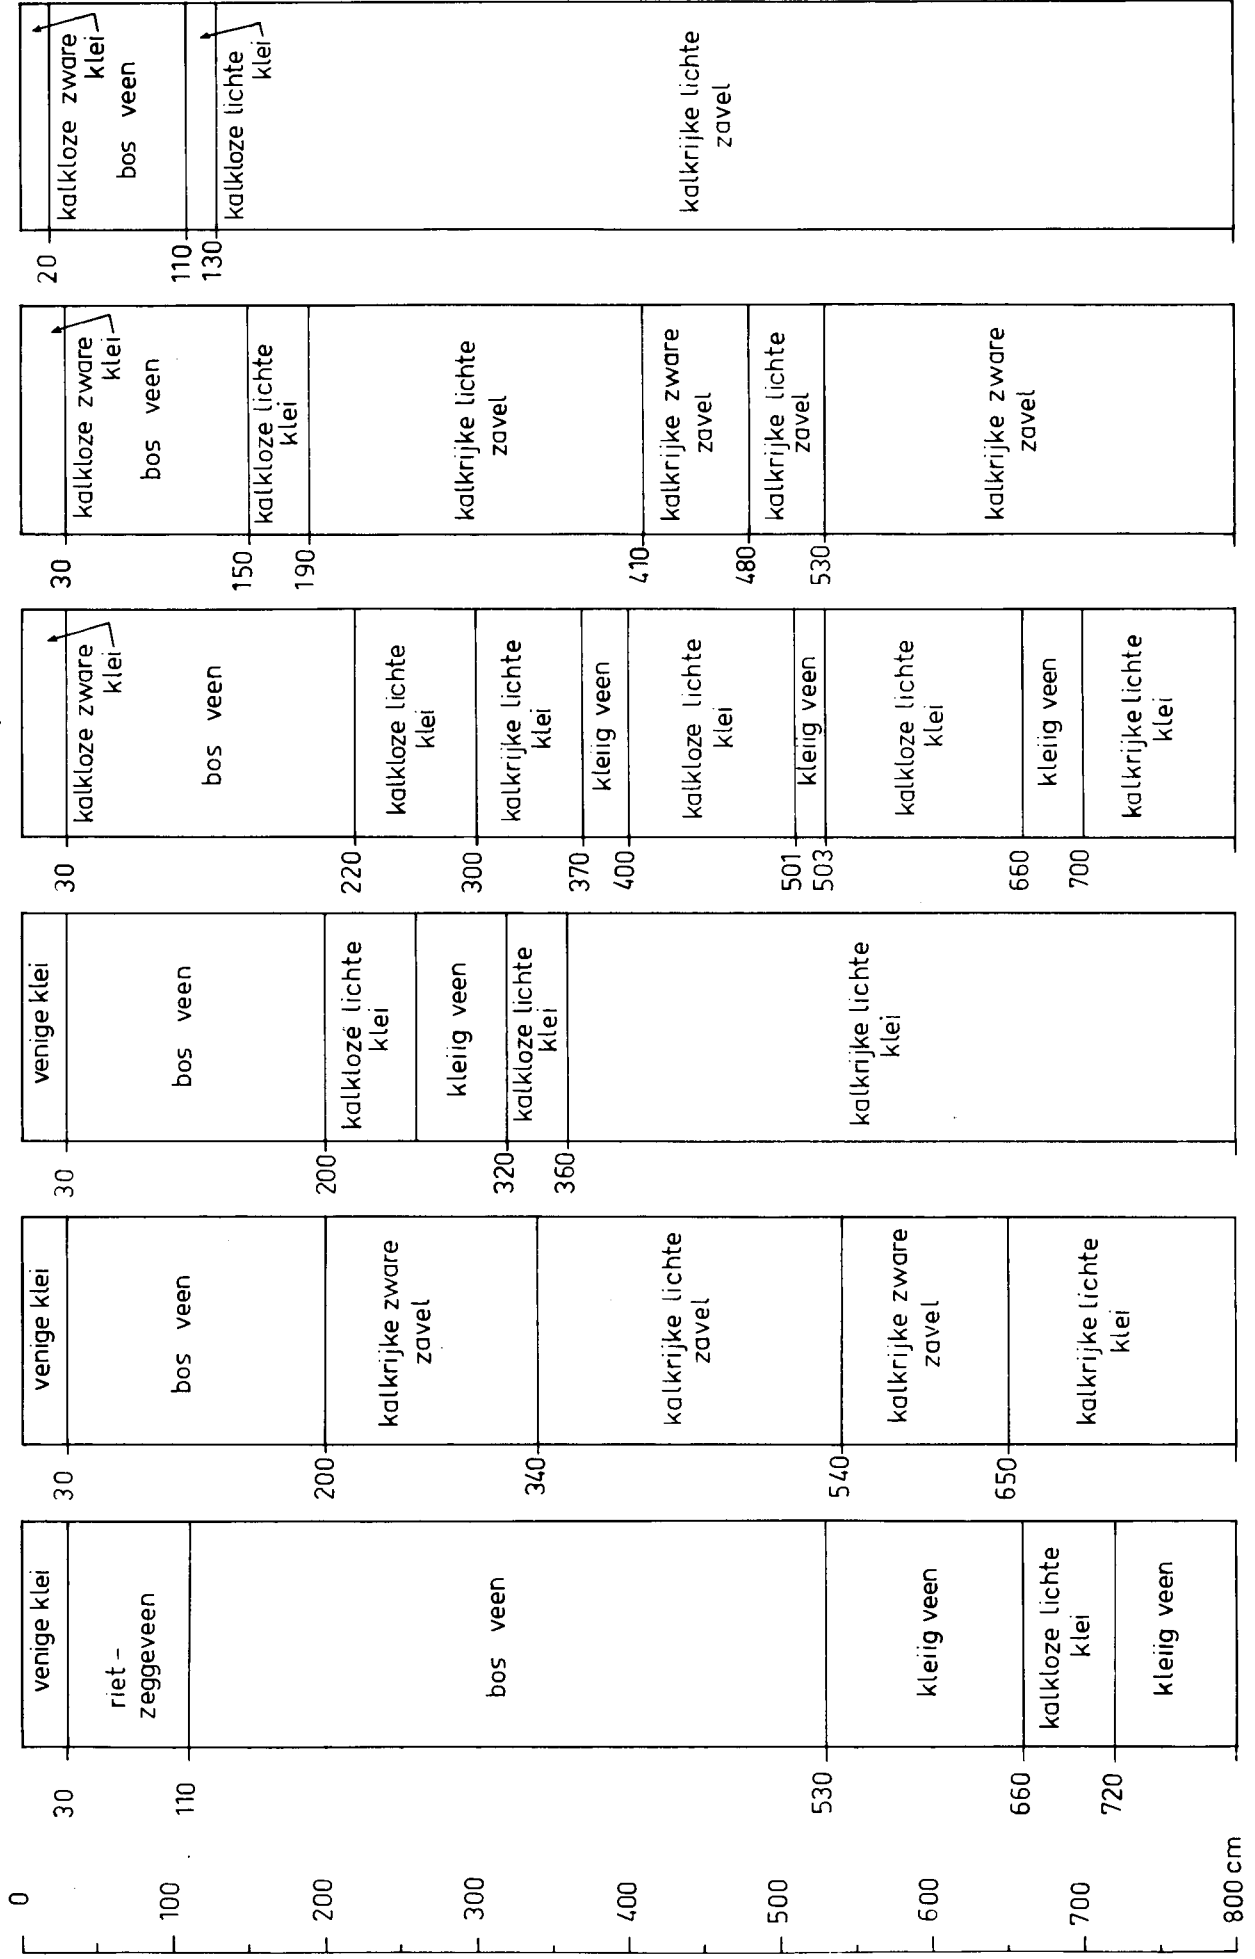 0
100
200
300
400
500
600
700
800 cm
30
110
530
660
720
venige klei
riet-
zeggeveen
bos veen
kleiig veen
kalkloze lichte
klei
kleiig veen
30
200
340
540
650
venige klei
bos veen
kalkrijke zware
zavel
kalkrijke lichte
zavel
kalkrijke zware
zavel
kalkrijke lichte
klei
30
200
320
360
venige klei
bos veen
kalkloze lichte
klei
kleiig veen
kalkloze lichte
klei
kalkrijke lichte
klei
30
220
300
370
400
501
503
660
700
kalkloze zware
klei
bos veen
kalkloze lichte
klei
kalkrijke lichte
klei
kleiig veen
kalkloze lichte
klei
kleiig veen
kalkloze lichte
klei
kleiig veen
kalkrijke lichte
klei
30
150
190
410
480
530
kalkloze zware
klei
bos veen
kalkloze lichte
klei
kalkrijke lichte
zavel
kalkrijke zware
zavel
kalkrijke lichte
zavel
kalkrijke zware
zavel
20
110
130
kalkloze zware
klei
bos veen
kalkloze lichte
klei
kalkrijke lichte
zavel